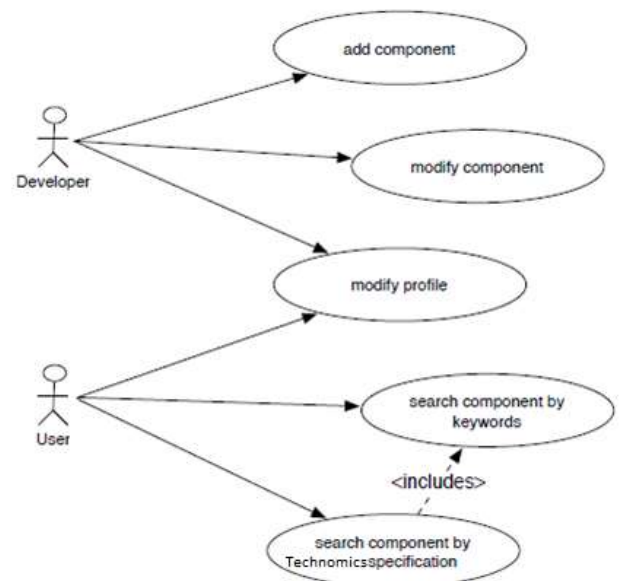 add component
Developer
modify component
modify profile
User
search component by
keywords
<includes>
search component by
Technomicsspecification